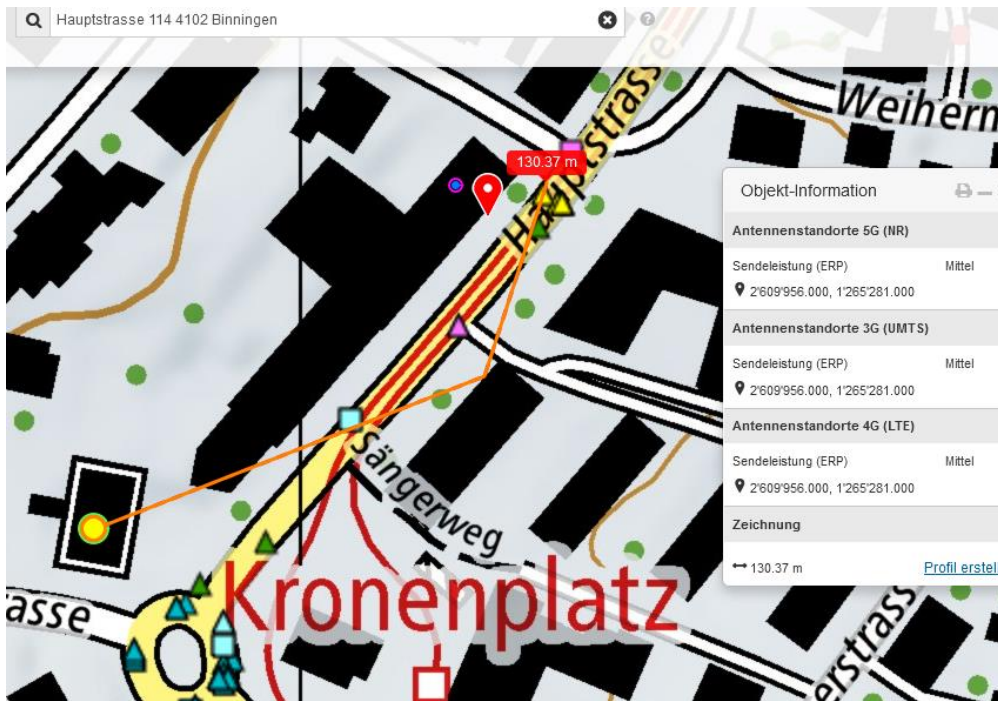 Hauptstrasse 114 4102 Binningen
Weihern
Hauptstrasse
130.37 m
Objekt-Information
Antennenstandorte 5G (NR)
Sendeleistung (ERP) Mittel
2'609'956.000, 1'265'281.000
Antennenstandorte 3G (UMTS)
Sendeleistung (ERP) Mittel
2'609'956.000, 1'265'281.000
Antennenstandorte 4G (LTE)
Sendeleistung (ERP) Mittel
2'609'956.000, 1'265'281.000
Zeichnung
130.37 m Profil erstel
Sängerweg
Kronenplatz
asse
erstrass